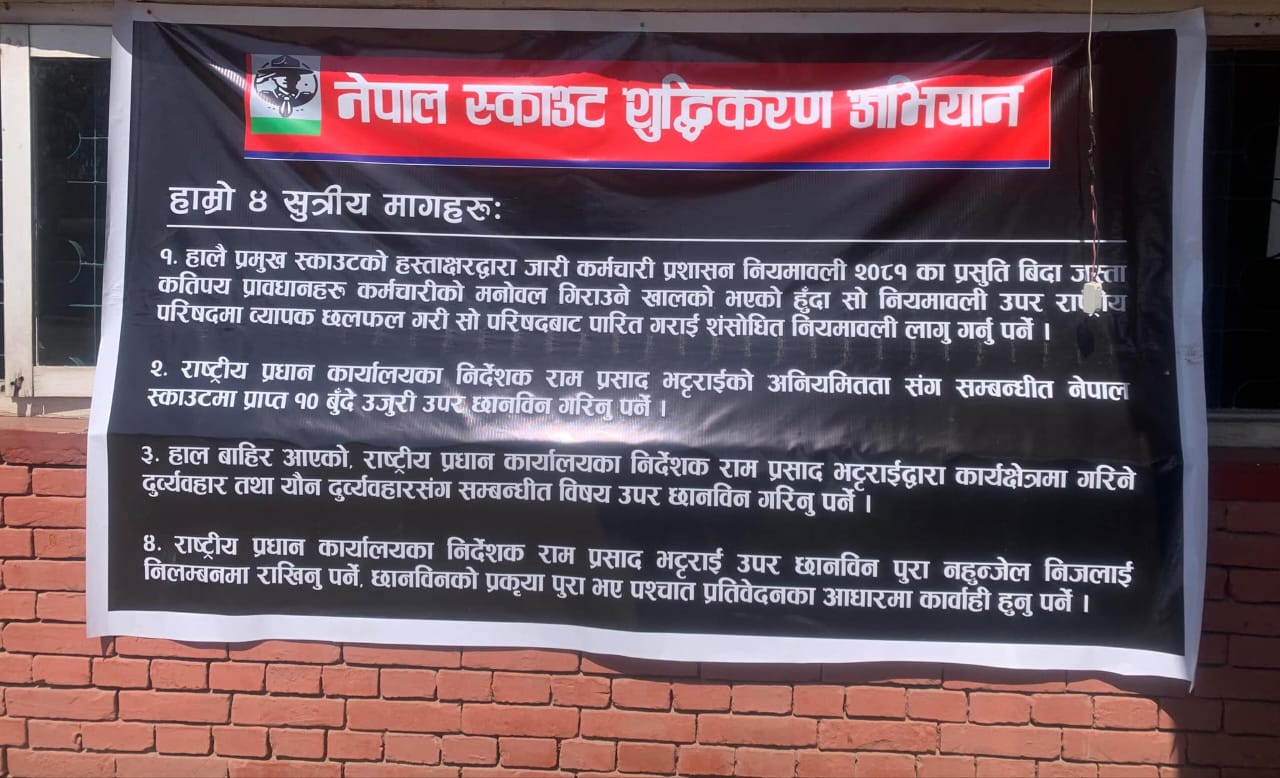 नेपाल स्काउट शुद्धिकरण अभियान
हाम्रो ४ सुत्रीय मागहरु:
१. हालै प्रमुख स्काउटको हस्ताक्षरद्वारा जारी कर्मचारी प्रशासन नियमावली २०८१ का प्रसुति बिदा जास्ता
कतिपय प्रावधानहरु कर्मचारीको मनोवल गिराउने खालको भएको हुँदा सो नियमावली उपर राष्ट्रीय
परिषदमा व्यापक छलफल गरी सो परिषदबाट पारित गराई शंसोधित नियमावली लागु गर्नु पर्ने ।
२. राष्ट्रीय प्रधान कार्यालयका निर्देशक राम प्रसाद भट्टराईको अनियमितता संग सम्बन्धीत नेपाल
स्काउटमा प्राप्त १० बुँदे उजुरी उपर छानविन गरिनु पर्ने ।
३. हाल बाहिर आएको, राष्ट्रीय प्रधान कार्यालयका निर्देशक राम प्रसाद भट्टराईद्वारा कार्यक्षेत्रमा गरिने
दुर्व्यवहार तथा यौन दुर्व्यवहारसंग सम्बन्धीत विषय उपर छानविन गरिनु पर्ने ।
४. राष्ट्रीय प्रधान कार्यालयका निर्देशक राम प्रसाद भट्टराई उपर छानविन पुरा नहुन्जेल निजलाई
निलम्बनमा राखिनु पर्ने, छानविनको प्रकृया पुरा भए पश्चात प्रतिवेदनका आधारमा कार्वाही हुनु पर्ने ।